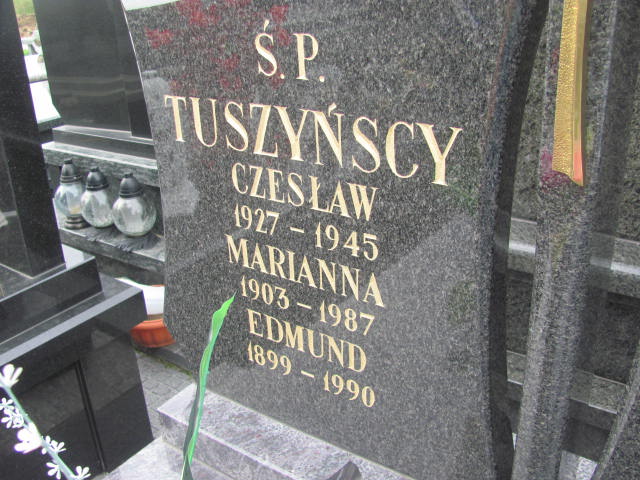 Ś. P.
TUSZYŃSCY
CZESŁAW
1927 - 1945
MARIANNA
1903 - 1987
EDMUND
1899 - 1990